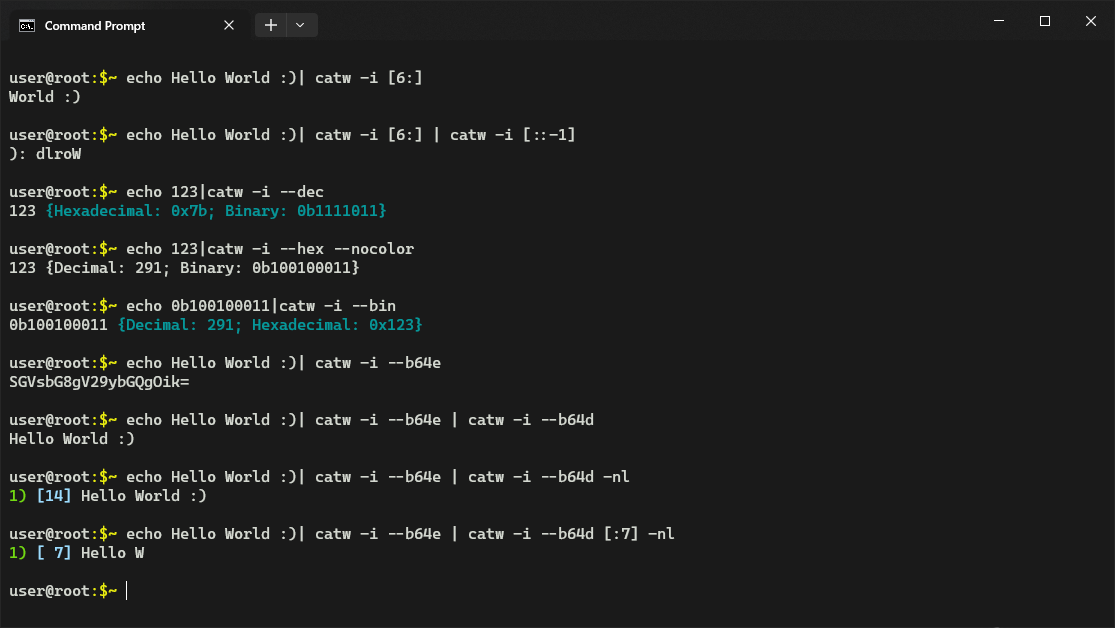 Command Prompt
user@root:$~ echo Hello World :)| catw -i [6:]
World :)
user@root:$~ echo Hello World :)| catw -i [6:] | catw -i [::-1]
): dlroW
user@root:$~ echo 123|catw -i --dec
123 {Hexadecimal: 0x7b; Binary: 0b1111011}
user@root:$~ echo 123|catw -i --hex --nocolor
123 {Decimal: 291; Binary: 0b100100011}
user@root:$~ echo 0b100100011|catw -i --bin
0b100100011 {Decimal: 291; Hexadecimal: 0x123}
user@root:$~ echo Hello World :)| catw -i --b64e
SGVsbG8gV29ybGQgOik=
user@root:$~ echo Hello World :)| catw -i --b64e | catw -i --b64d
Hello World :)
user@root:$~ echo Hello World :)| catw -i --b64e | catw -i --b64d -nl
1) [14] Hello World :)
user@root:$~ echo Hello World :)| catw -i --b64e | catw -i --b64d [:7] -nl
1) [ 7] Hello W
user@root:$~